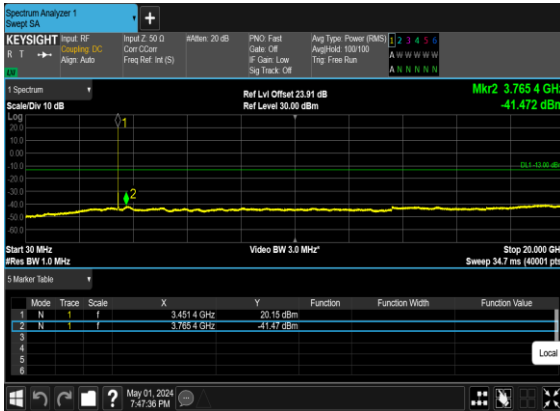 Spectrum Analyzer 1
Swept SA
+
KEYSIGHT Input: RF Input Z: 50 Ω #Atten: 20 dB PNO: Fast Avg Type: Power (RMS) 1 2 3 4 5 6
R T Coupling: DC Corr CCorr Gate: Off Avg|Hold: 100/100 A W W W W W
Align: Auto Freq Ref: Int (S) IF Gain: Low Trig: Free Run
Sig Track: Off A N N N N N
1 Spectrum Ref Lvl Offset 23.91 dB Mkr2 3.765 4 GHz
Scale/Div 10 dB Ref Level 30.00 dBm -41.472 dBm
Log
20.0
10.0
0.00
-10.0
-20.0
-30.0
-40.0
-50.0
-60.0
1
2
DL1 -13.00 dBm
Start 30 MHz Video BW 3.0 MHz* Stop 20.000 GHz
#Res BW 1.0 MHz Sweep 34.7 ms (40001 pts)
5 Marker Table
Mode Trace Scale X Y Function Function Width Function Value
1 N 1 f 3.451 4 GHz 20.15 dBm
2 N 1 f 3.765 4 GHz -41.47 dBm
3
4
5
6
Local
? May 01, 2024
7:47:36 PM